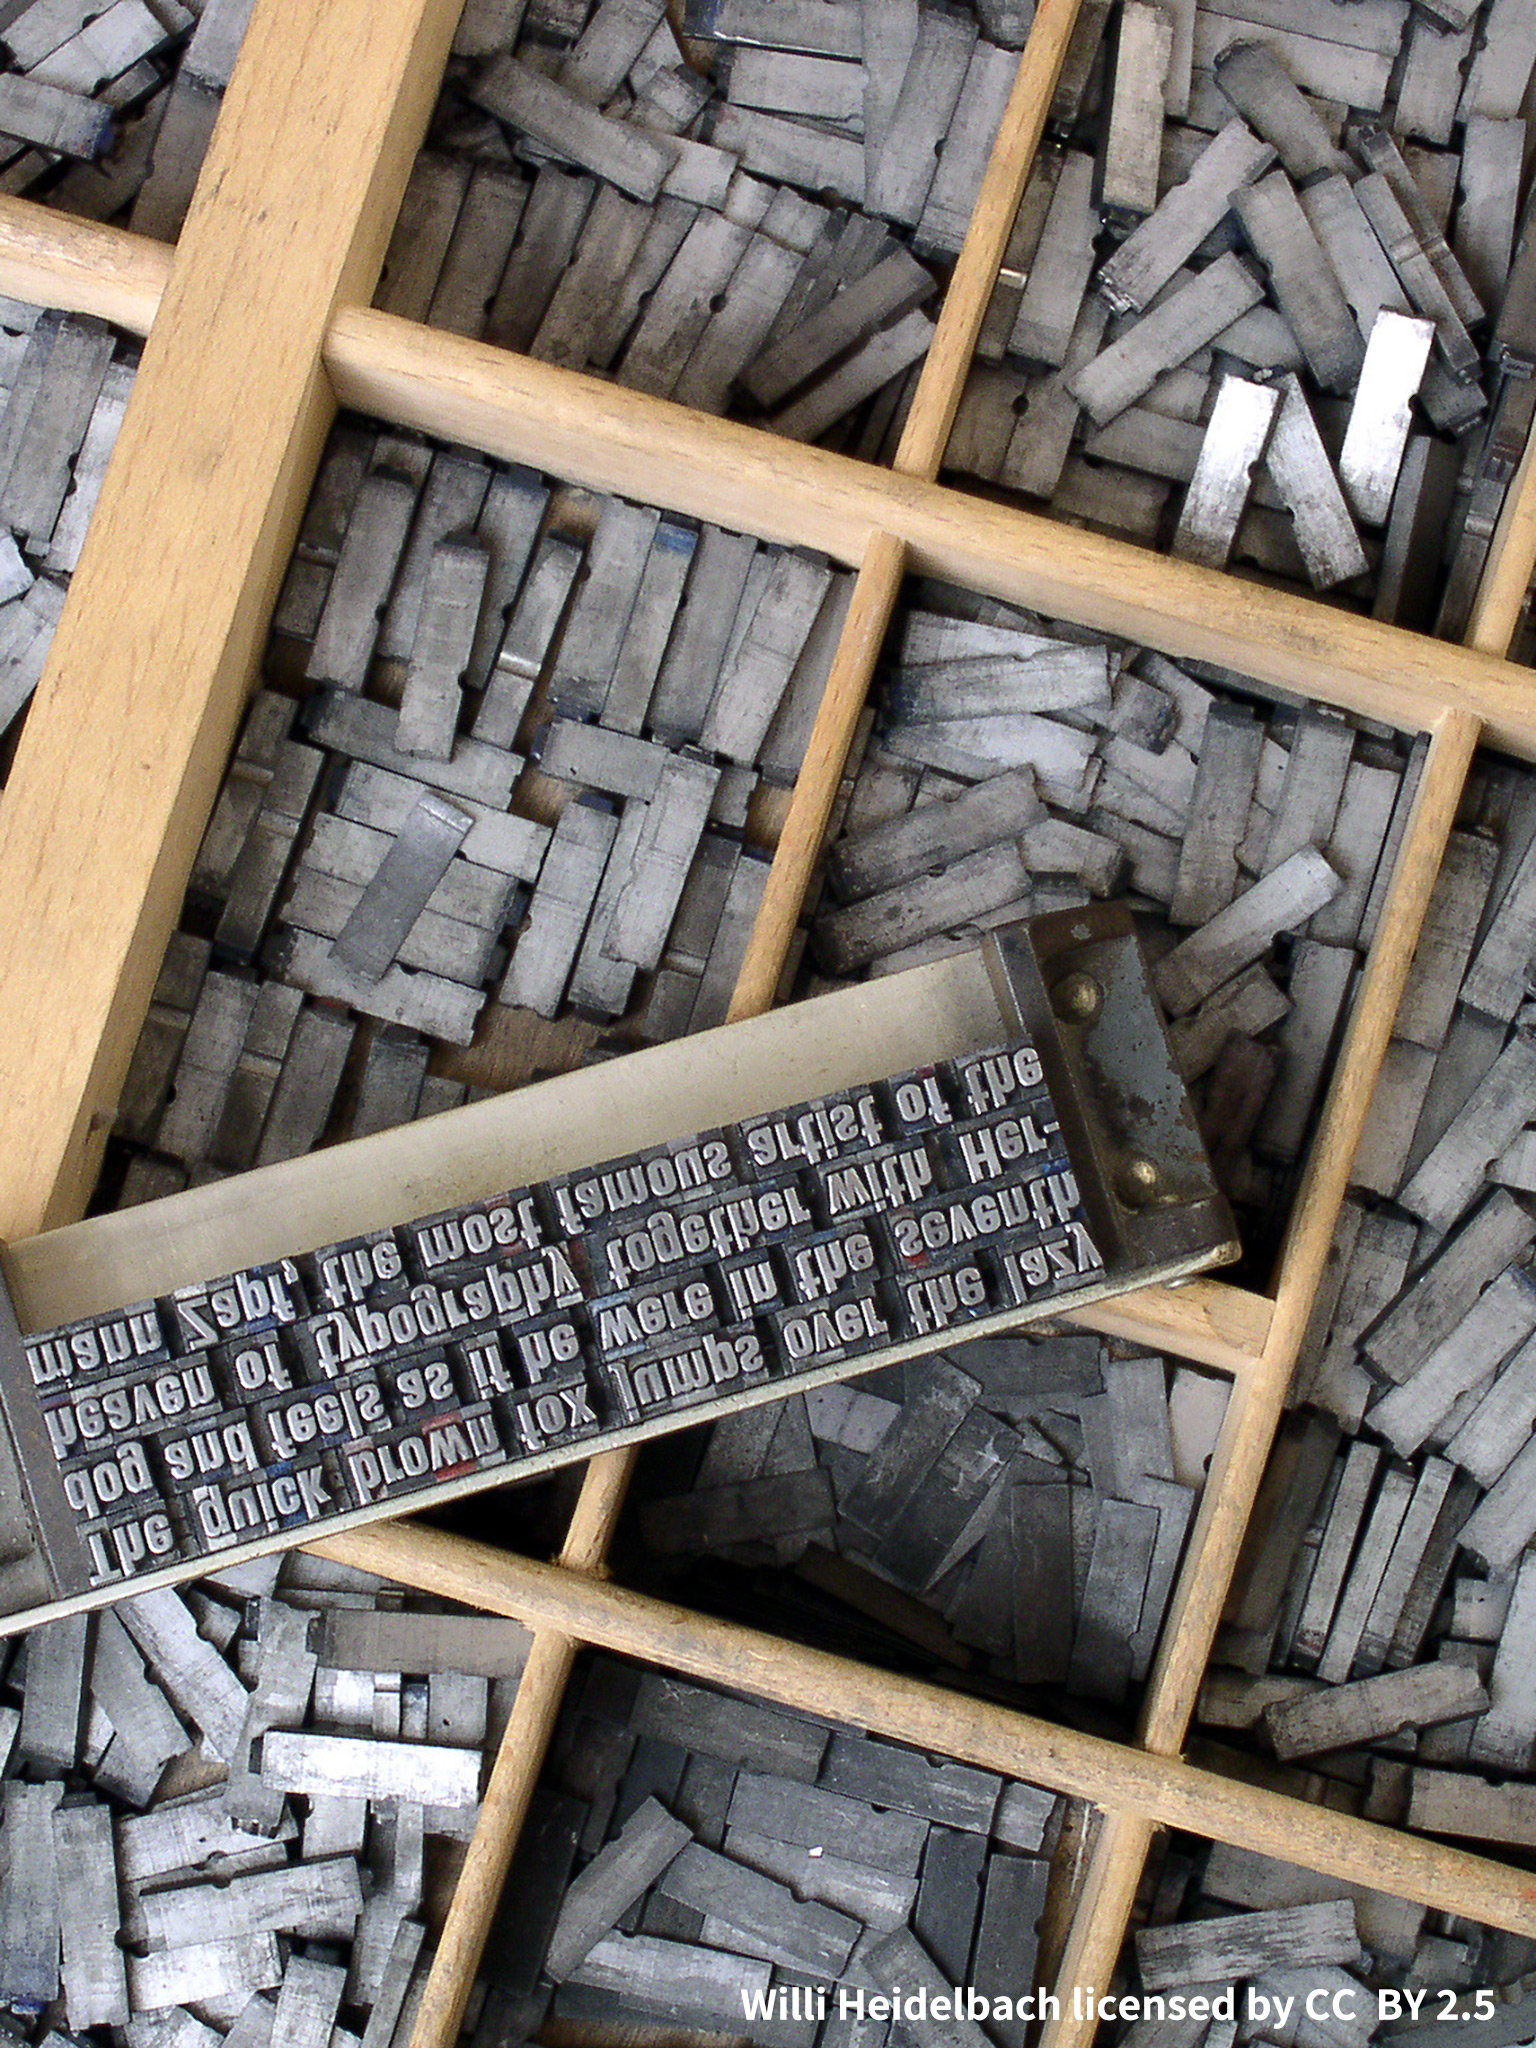 The quick brown fox jumps over the lazy
dog and feels as if he were in the seventh
heaven of typography together with Her-
mann Zapf, the most famous artist of the
Willi Heidelbach licensed by CC BY 2.5